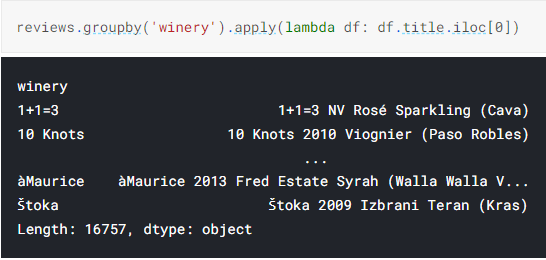 reviews.groupby('winery').apply(lambda df: df.title.iloc[0])
winery
1+1=3 1+1=3 NV Rosé Sparkling (Cava)
10 Knots 10 Knots 2010 Viognier (Paso Robles)
...
àMaurice àMaurice 2013 Fred Estate Syrah (Walla Walla V...
Štoka Štoka 2009 Izbrani Teran (Kras)
Length: 16757, dtype: object